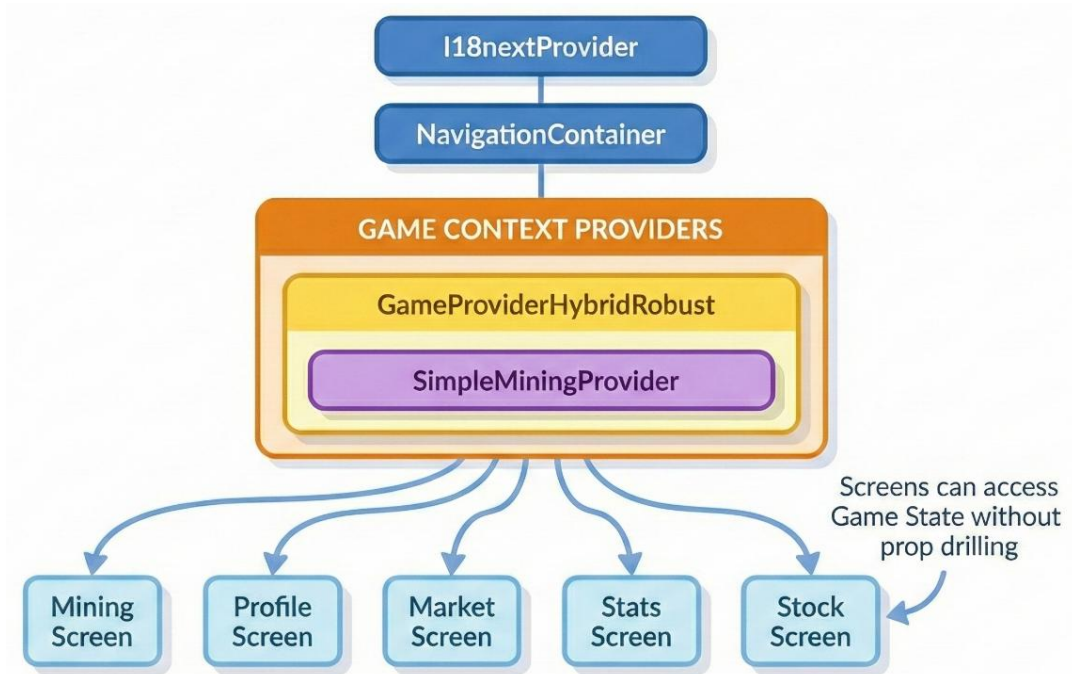 I18nextProvider
NavigationContainer
GAME CONTEXT PROVIDERS
GameProviderHybridRobust
SimpleMiningProvider
Screens can access
Game State without
prop drilling
Mining
Screen
Profile
Screen
Market
Screen
Stats
Screen
Stock
Screen